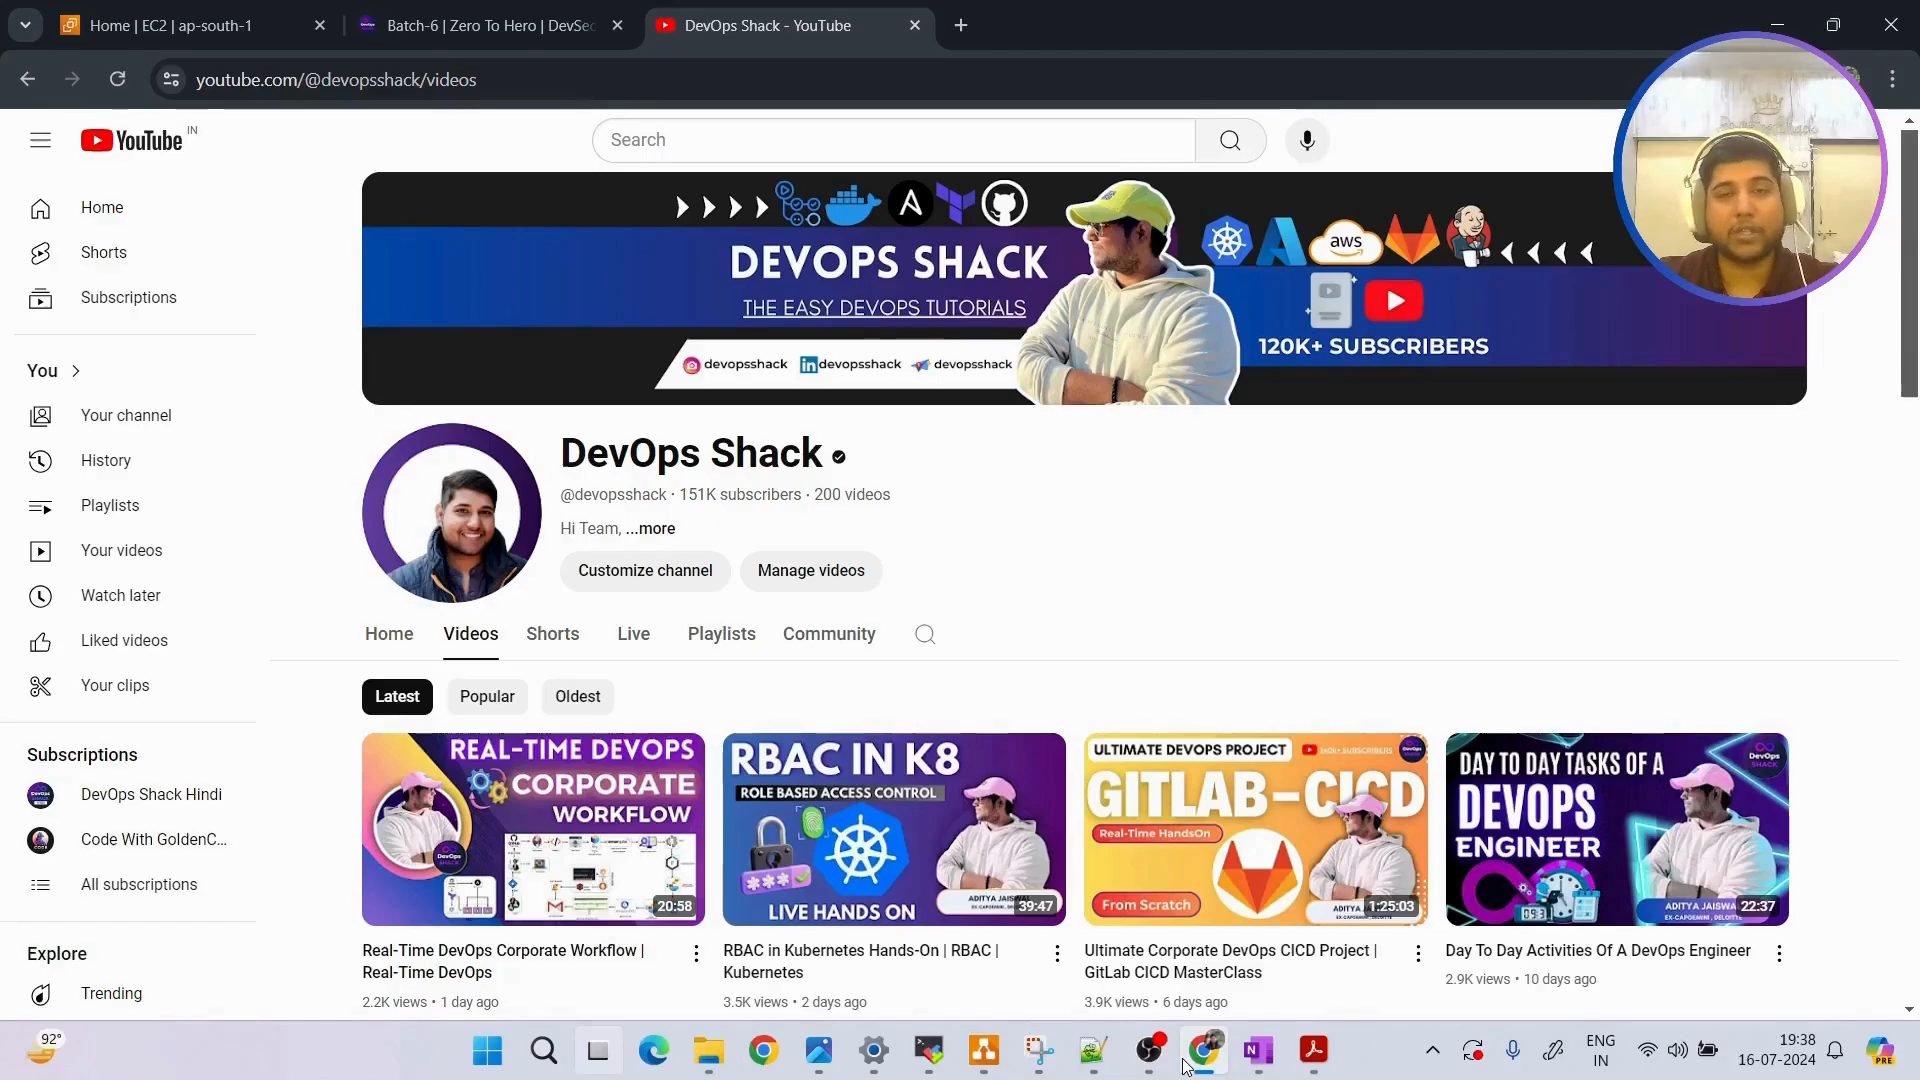 Home | EC2 | ap-south-1
Batch-6 | Zero To Hero | DevSec
DevOps Shack - YouTube
youtube.com/@devopsshack/videos
YouTube IN
Search
Home
Shorts
Subscriptions
You
Your channel
History
Playlists
Your videos
Watch later
Liked videos
Your clips
Subscriptions
DevOps Shack Hindi
Code With GoldenC...
All subscriptions
Explore
Trending
DEVOPS SHACK
THE EASY DEVOPS TUTORIALS
devopsshack devopsshack devopsshack
aws
120K+ SUBSCRIBERS
DevOps Shack
@devopsshack · 151K subscribers · 200 videos
Hi Team, ...more
Customize channel
Manage videos
Home
Videos
Shorts
Live
Playlists
Community
Latest
Popular
Oldest
REAL-TIME DEVOPS
CORPORATE
WORKFLOW
20:58
Real-Time DevOps Corporate Workflow |
Real-Time DevOps
2.2K views · 1 day ago
RBAC IN K8
ROLE BASED ACCESS CONTROL
LIVE HANDS ON
39:47
RBAC in Kubernetes Hands-On | RBAC |
Kubernetes
3.5K views · 2 days ago
ULTIMATE DEVOPS PROJECT
GITLAB-CICD
Real-Time HandsOn
From Scratch
1:25:03
Ultimate Corporate DevOps CICD Project |
GitLab CICD MasterClass
3.9K views · 6 days ago
DAY TO DAY TASKS OF A
DEVOPS
ENGINEER
22:37
Day To Day Activities Of A DevOps Engineer
2.9K views · 10 days ago
92°
ENG
IN
19:38
16-07-2024
PRE